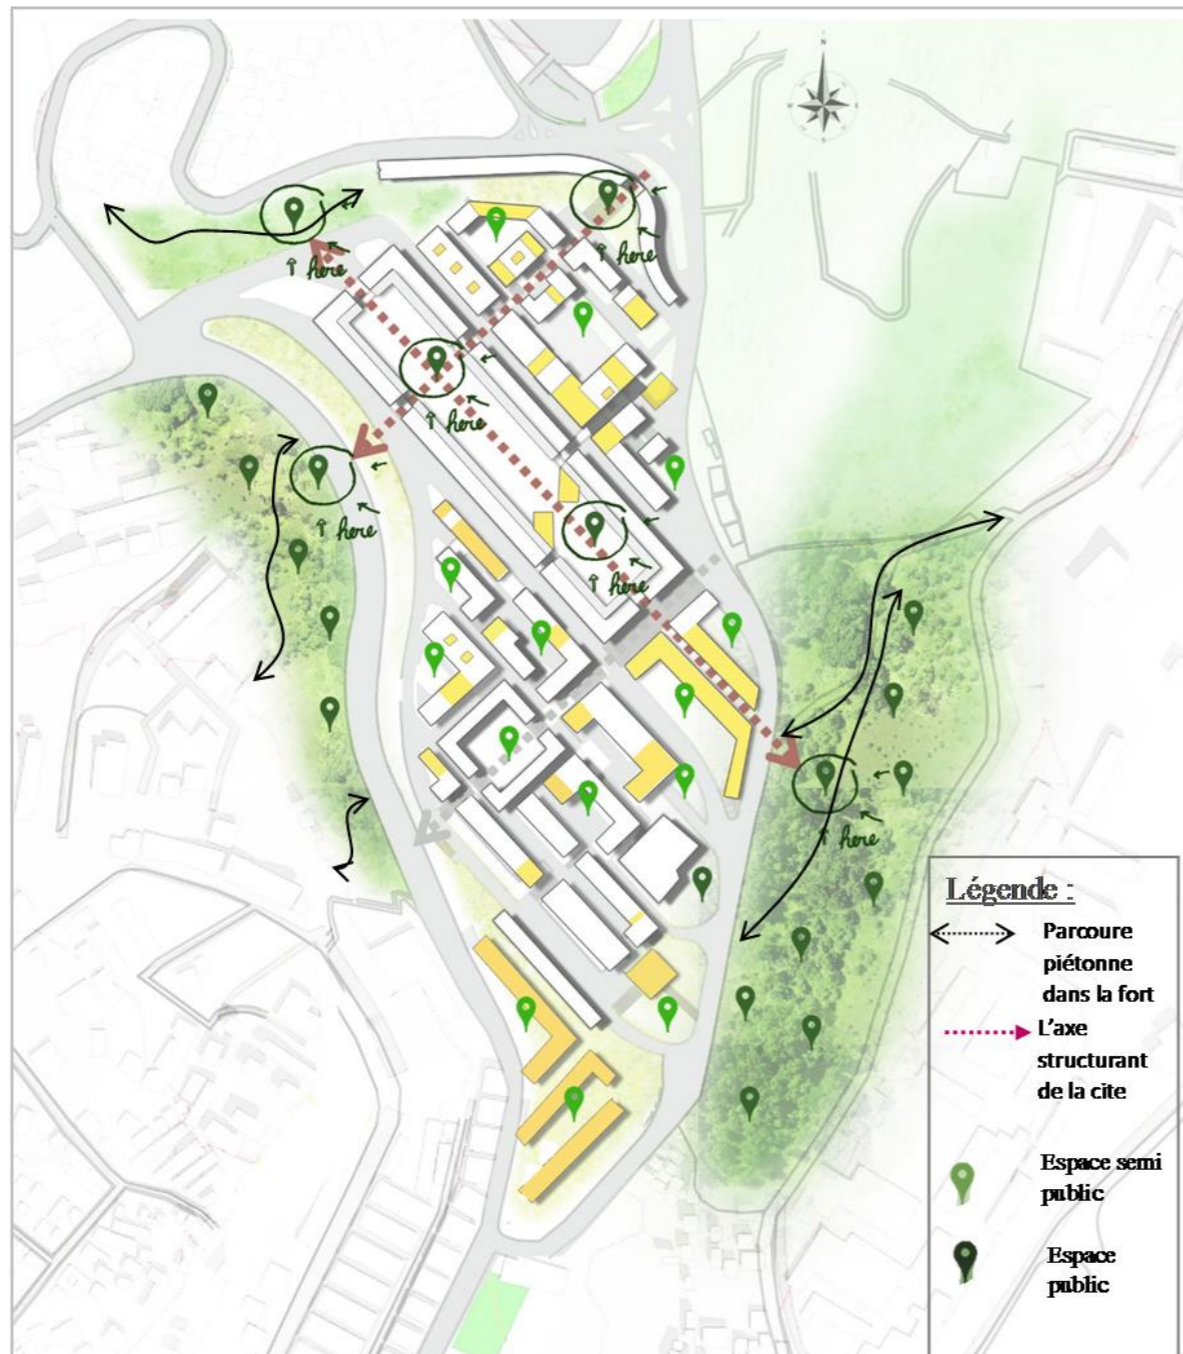 N
here
here
here
here
here
here
Légende :
Parcoure
piétonne
dans la fort
L'axe
structurant
de la cite
Espace semi
public
Espace
public